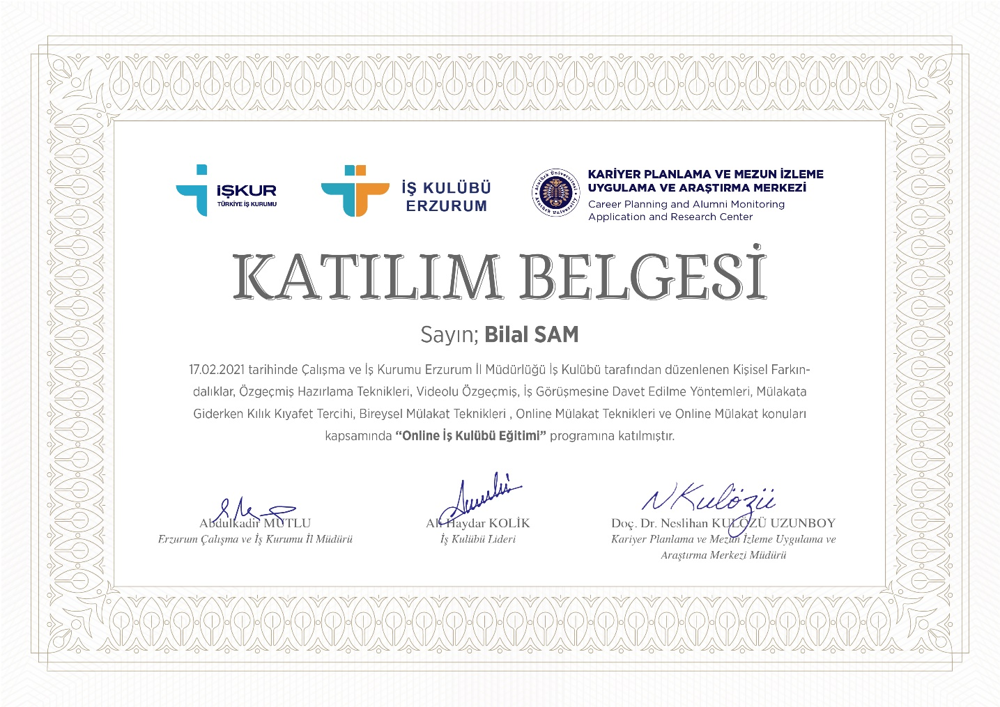 İŞKUR
TÜRKİYE İŞ KURUMU
İŞ KULÜBÜ
ERZURUM
Atatürk Üniversitesi
Atatürk University
KARİYER PLANLAMA VE MEZUN İZLEME
UYGULAMA VE ARAŞTIRMA MERKEZİ
Career Planning and Alumni Monitoring
Application and Research Center
KATILIM BELGESİ
Sayın; Bilal SAM
17.02.2021 tarihinde Çalışma ve İş Kurumu Erzurum İl Müdürlüğü İş Kulübü tarafından düzenlenen Kişisel Farkın-
dalıklar, Özgeçmiş Hazırlama Teknikleri, Videolu Özgeçmiş, İş Görüşmesine Davet Edilme Yöntemleri, Mülakata
Giderken Kılık Kıyafet Tercihi, Bireysel Mülakat Teknikleri , Online Mülakat Teknikleri ve Online Mülakat konuları
kapsamında “Online İş Kulübü Eğitimi” programına katılmıştır.
N Kulözü
Abdulkadir MUTLU
Erzurum Çalışma ve İş Kurumu İl Müdürü
Ali Haydar KOLİK
İş Kulübü Lideri
Doç. Dr. Neslihan KULÖZÜ UZUNBOY
Kariyer Planlama ve Mezun İzleme Uygulama ve
Araştırma Merkezi Müdürü